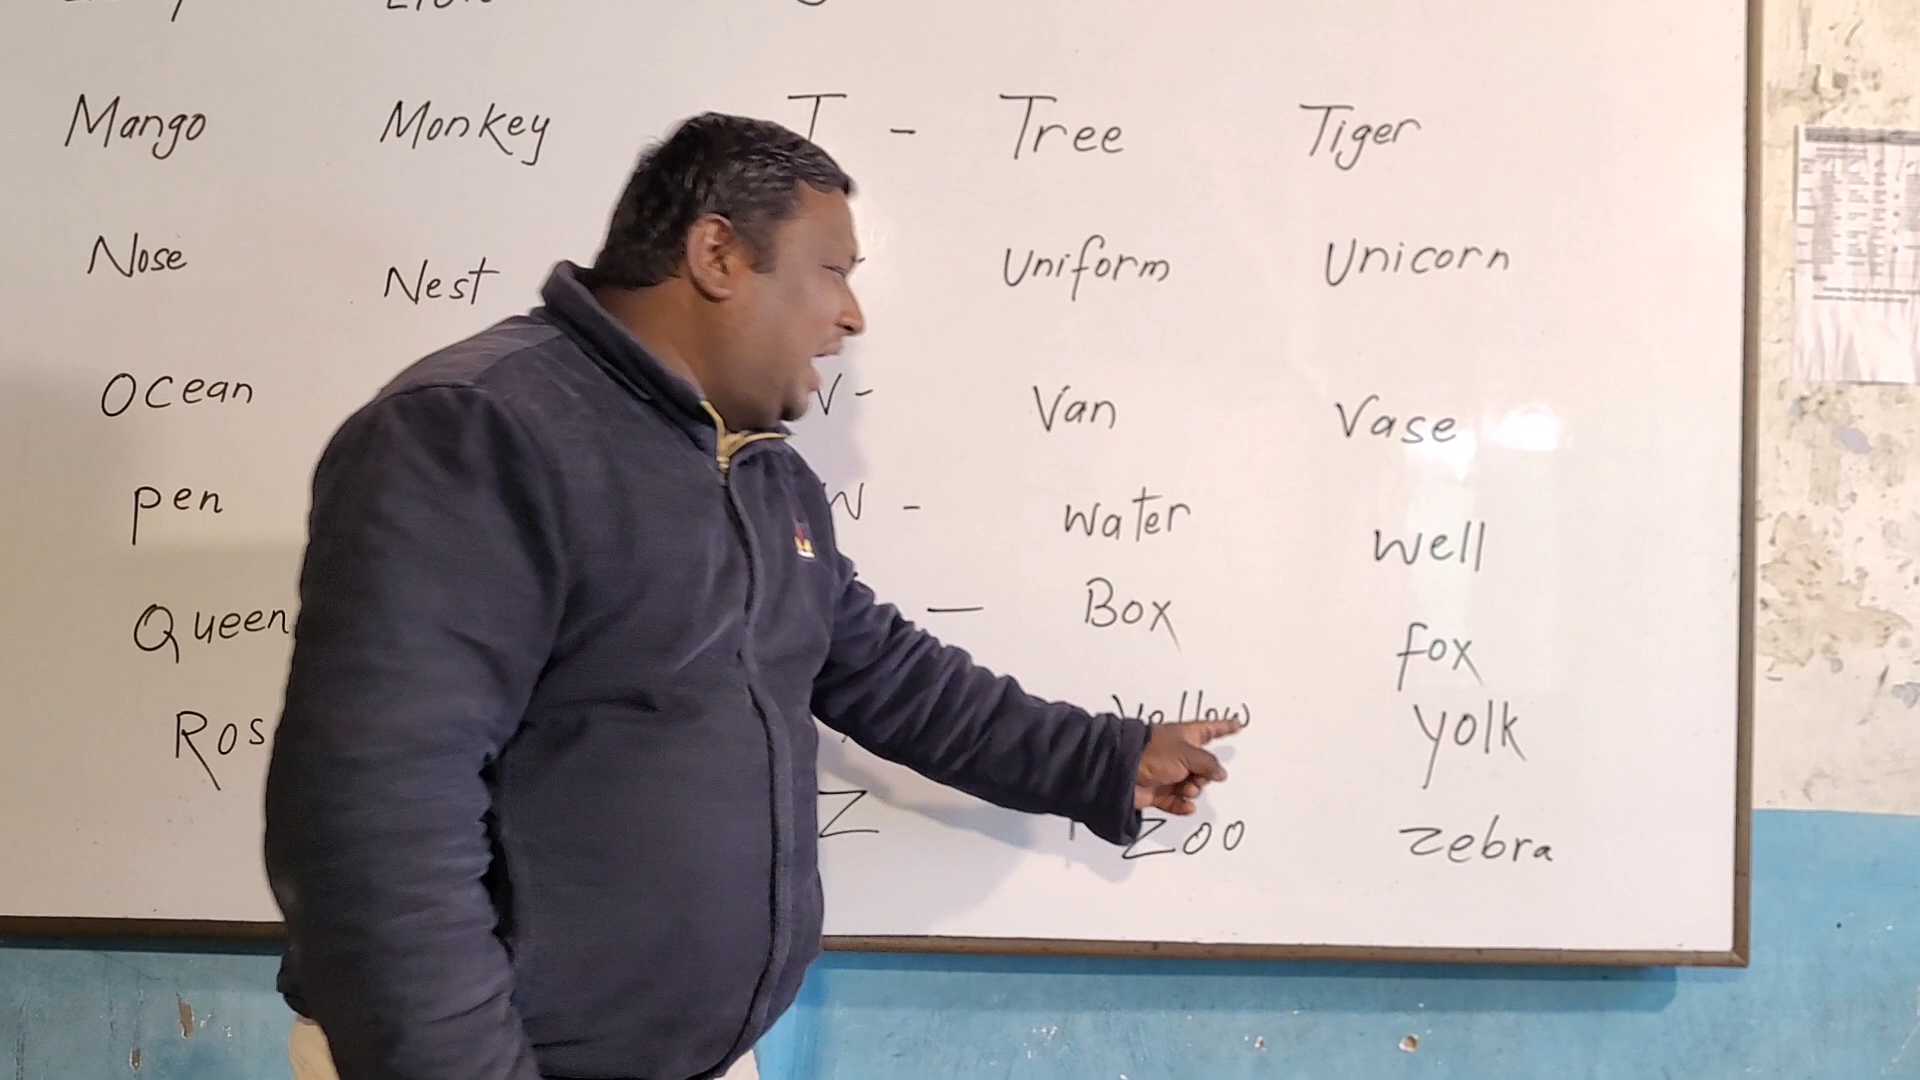 Mango Monkey T - Tree Tiger
Nose Nest Uniform Unicorn
Ocean V - Van Vase
pen W - Water Well
Queen — Box fox
Ros Yellow Yolk
Z Zoo Zebra